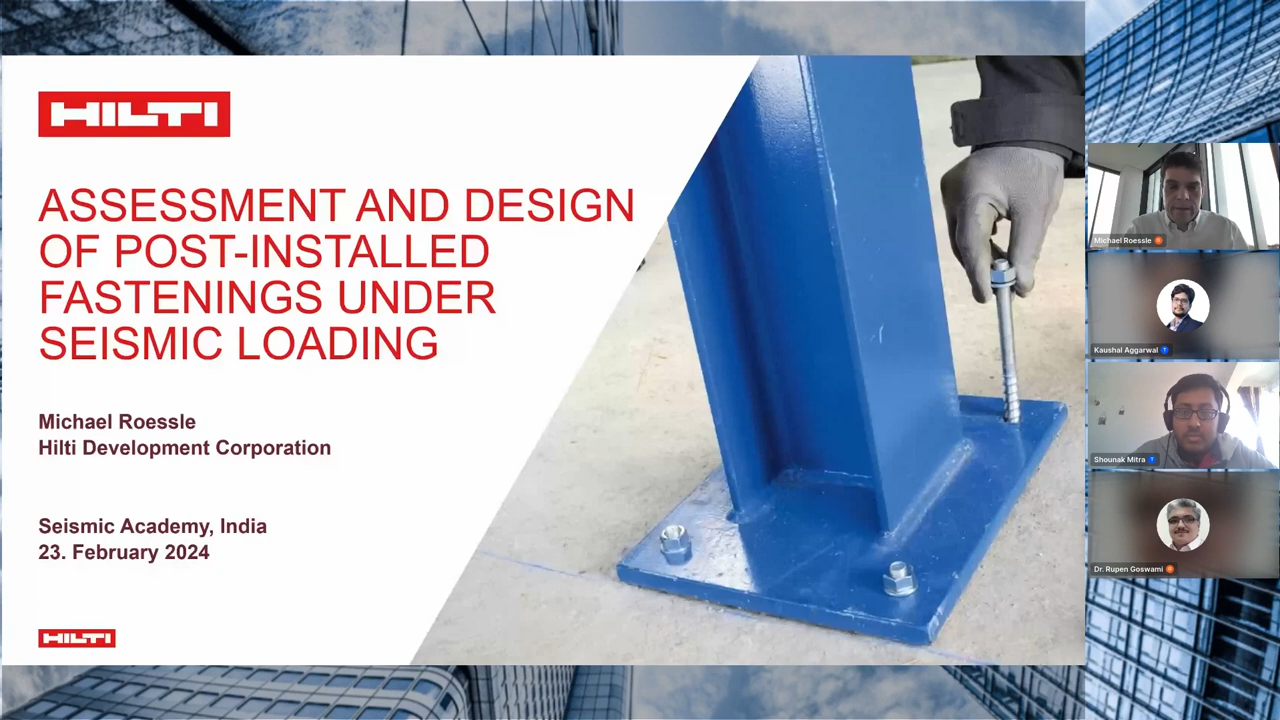 HILTI
ASSESSMENT AND DESIGN
OF POST-INSTALLED
FASTENINGS UNDER
SEISMIC LOADING
Michael Roessle
Hilti Development Corporation
Seismic Academy, India
23. February 2024
HILTI
Michael Roessle
Kaushal Aggarwal
Shounak Mitra
Dr. Rupen Goswami